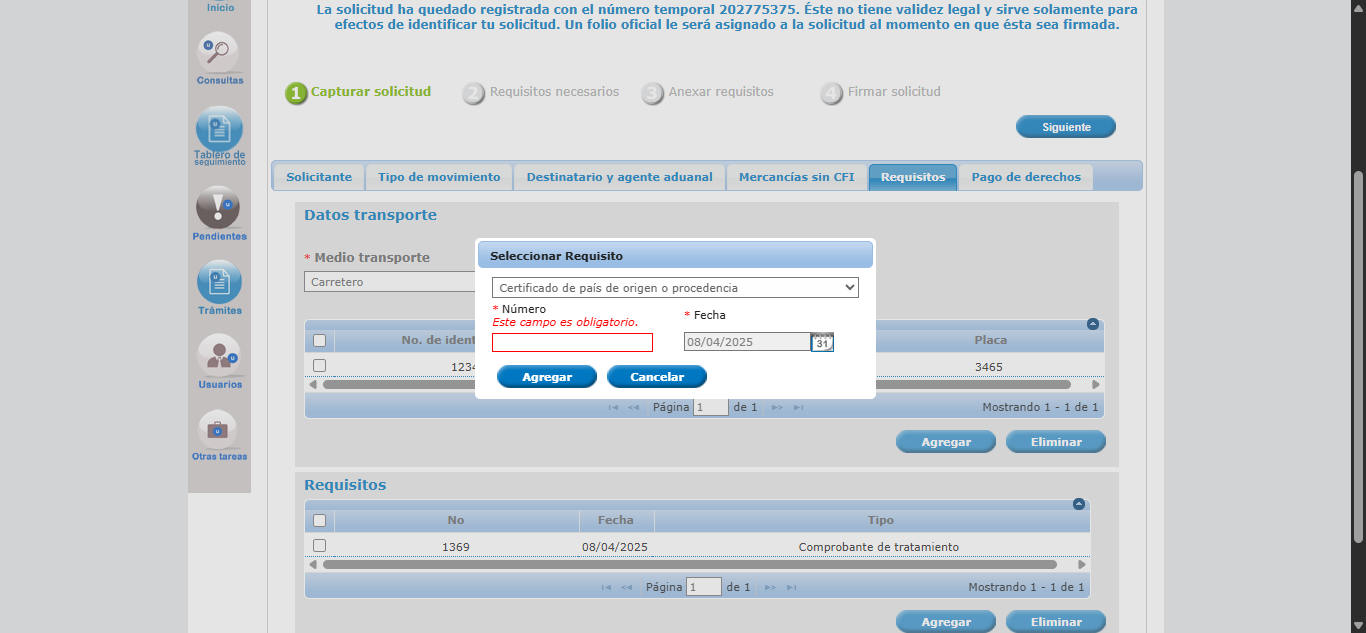 Inicio
Consultas
Tablero de
seguimiento
Pendientes
Trámites
Usuarios
Otras tareas
La solicitud ha quedado registrada con el número temporal 202775375. Éste no tiene validez legal y sirve solamente para
efectos de identificar tu solicitud. Un folio oficial le será asignado a la solicitud al momento en que ésta sea firmada.
1 Capturar solicitud 2 Requisitos necesarios 3 Anexar requisitos 4 Firmar solicitud
Siguiente
Solicitante Tipo de movimiento Destinatario y agente aduanal Mercancías sin CFI Requisitos Pago de derechos
Datos transporte
* Medio transporte
Carretero
Seleccionar Requisito
Certificado de país de origen o procedencia
* Número
Este campo es obligatorio.
* Fecha
08/04/2025 31
Agregar Cancelar
No. de ident Placa
1234 3465
Página 1 de 1 Mostrando 1 - 1 de 1
Agregar Eliminar
Requisitos
No Fecha Tipo
1369 08/04/2025 Comprobante de tratamiento
Página 1 de 1 Mostrando 1 - 1 de 1
Agregar Eliminar